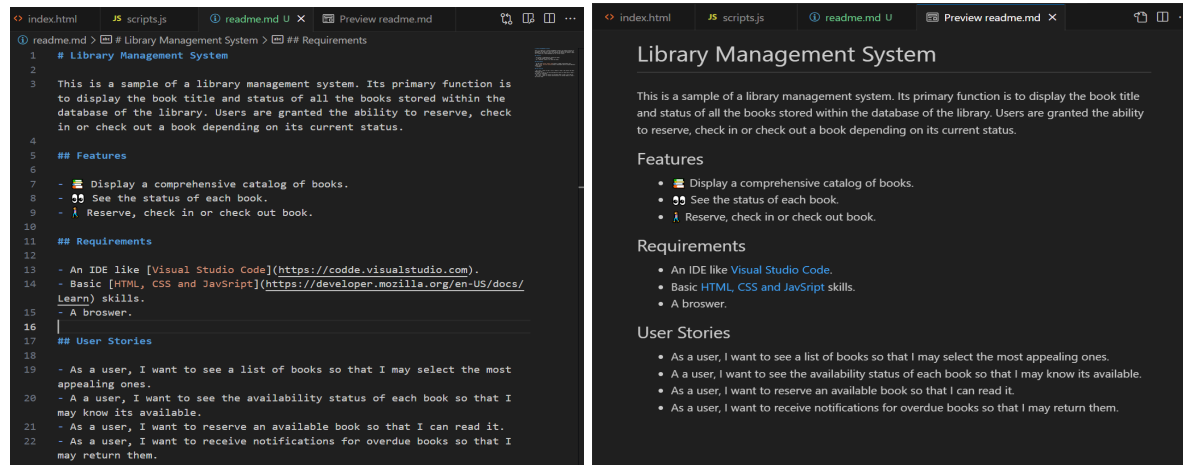 index.html
JS scripts.js
readme.md U
Preview readme.md
readme.md > # Library Management System > ## Requirements
1 # Library Management System
2
3 This is a sample of a library management system. Its primary function is
to display the book title and status of all the books stored within the
database of the library. Users are granted the ability to reserve, check
in or check out a book depending on its current status.
4
5 ## Features
6
7 - 📚 Display a comprehensive catalog of books.
8 - 👀 See the status of each book.
9 - 🚶 Reserve, check in or check out book.
10
11 ## Requirements
12
13 - An IDE like [Visual Studio Code](https://codde.visualstudio.com).
14 - Basic [HTML, CSS and JavSript](https://developer.mozilla.org/en-US/docs/
Learn) skills.
15 - A broswer.
16
17 ## User Stories
18
19 - As a user, I want to see a list of books so that I may select the most
appealing ones.
20 - A a user, I want to see the availability status of each book so that I
may know its available.
21 - As a user, I want to reserve an available book so that I can read it.
22 - As a user, I want to receive notifications for overdue books so that I
may return them.
index.html
JS scripts.js
readme.md U
Preview readme.md
Library Management System
This is a sample of a library management system. Its primary function is to display the book title
and status of all the books stored within the database of the library. Users are granted the ability
to reserve, check in or check out a book depending on its current status.
Features
• 📚 Display a comprehensive catalog of books.
• 👀 See the status of each book.
• 🚶 Reserve, check in or check out book.
Requirements
• An IDE like Visual Studio Code.
• Basic HTML, CSS and JavSript skills.
• A broswer.
User Stories
• As a user, I want to see a list of books so that I may select the most appealing ones.
• A a user, I want to see the availability status of each book so that I may know its available.
• As a user, I want to reserve an available book so that I can read it.
• As a user, I want to receive notifications for overdue books so that I may return them.